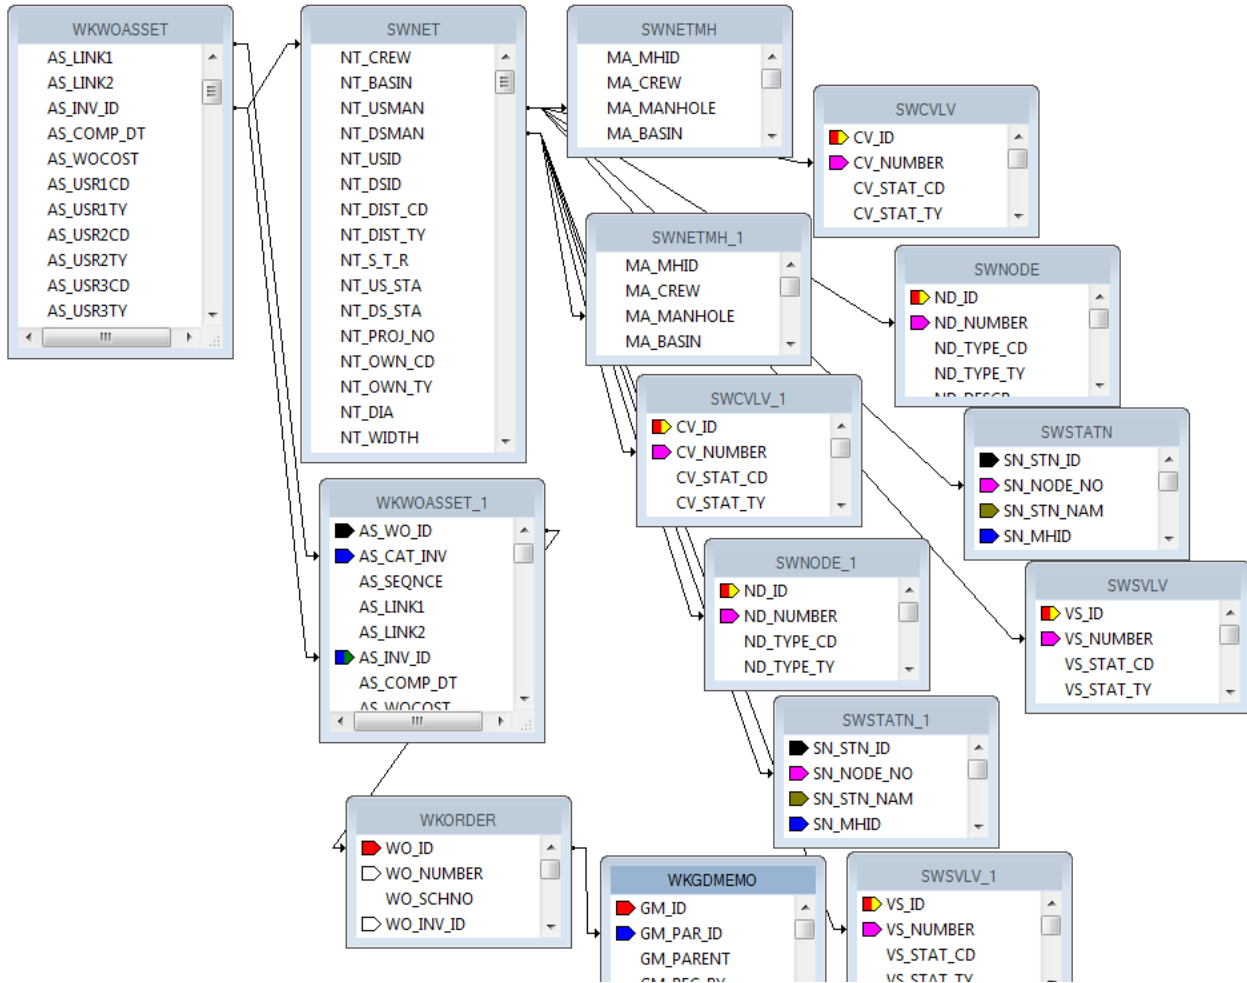 WKWOASSET
AS_LINK1
AS_LINK2
AS_INV_ID
AS_COMP_DT
AS_WOCOST
AS_USR1CD
AS_USR1TY
AS_USR2CD
AS_USR2TY
AS_USR3CD
AS_USR3TY
SWNET
NT_CREW
NT_BASIN
NT_USMAN
NT_DSMAN
NT_USID
NT_DSID
NT_DIST_CD
NT_DIST_TY
NT_S_T_R
NT_US_STA
NT_DS_STA
NT_PROJ_NO
NT_OWN_CD
NT_OWN_TY
NT_DIA
NT_WIDTH
SWNETMH
MA_MHID
MA_CREW
MA_MANHOLE
MA_BASIN
SWCVLV
CV_ID
CV_NUMBER
CV_STAT_CD
CV_STAT_TY
SWNETMH_1
MA_MHID
MA_CREW
MA_MANHOLE
MA_BASIN
SWNODE
ND_ID
ND_NUMBER
ND_TYPE_CD
ND_TYPE_TY
ND_DESCR
SWCVLV_1
CV_ID
CV_NUMBER
CV_STAT_CD
CV_STAT_TY
SWSTATN
SN_STN_ID
SN_NODE_NO
SN_STN_NAM
SN_MHID
WKWOASSET_1
AS_WO_ID
AS_CAT_INV
AS_SEQNCE
AS_LINK1
AS_LINK2
AS_INV_ID
AS_COMP_DT
AS_WOCOST
SWNODE_1
ND_ID
ND_NUMBER
ND_TYPE_CD
ND_TYPE_TY
SWSVLV
VS_ID
VS_NUMBER
VS_STAT_CD
VS_STAT_TY
SWSTATN_1
SN_STN_ID
SN_NODE_NO
SN_STN_NAM
SN_MHID
WKORDER
WO_ID
WO_NUMBER
WO_SCHNO
WO_INV_ID
WKGDMEMO
GM_ID
GM_PAR_ID
GM_PARENT
SWSVLV_1
VS_ID
VS_NUMBER
VS_STAT_CD
VS_STAT_TY